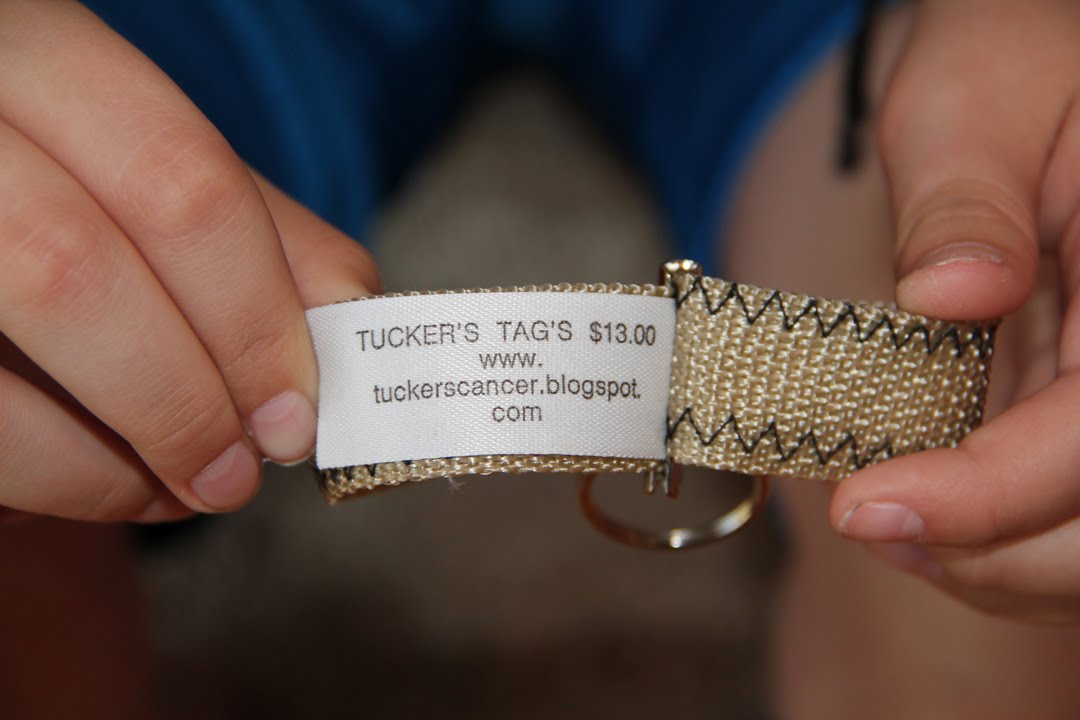 TUCKER'S TAG'S $13.00
www.
tuckerscancer.blogspot.
com